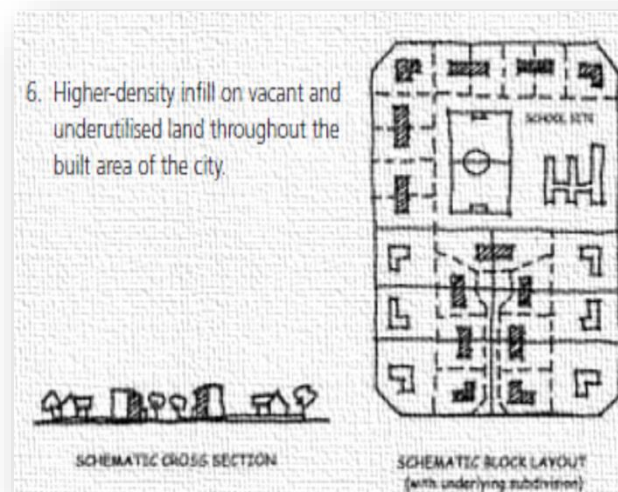 6. Higher-density infill on vacant and
underutilised land throughout the
built area of the city.
SCHOOL SITE
SCHEMATIC CROSS SECTION
SCHEMATIC BLOCK LAYOUT
(with underlying subdivision)